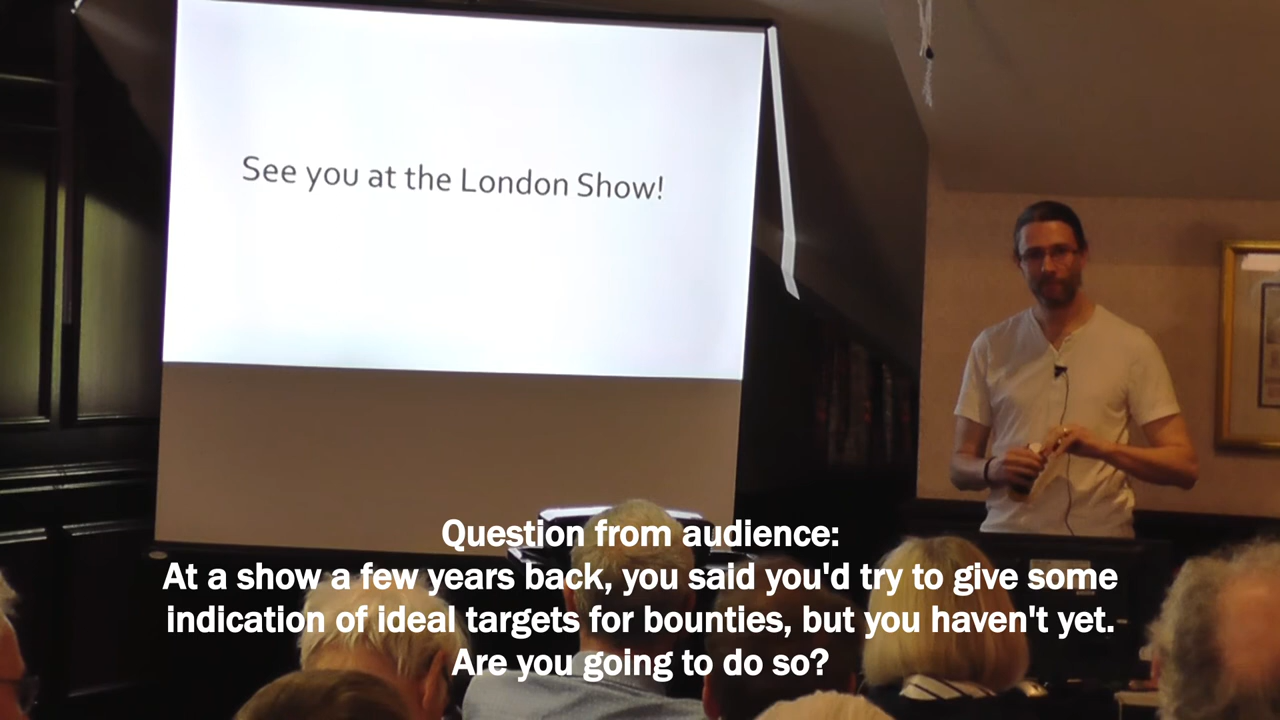 See you at the London Show!
Question from audience:
At a show a few years back, you said you'd try to give some
indication of ideal targets for bounties, but you haven't yet.
Are you going to do so?